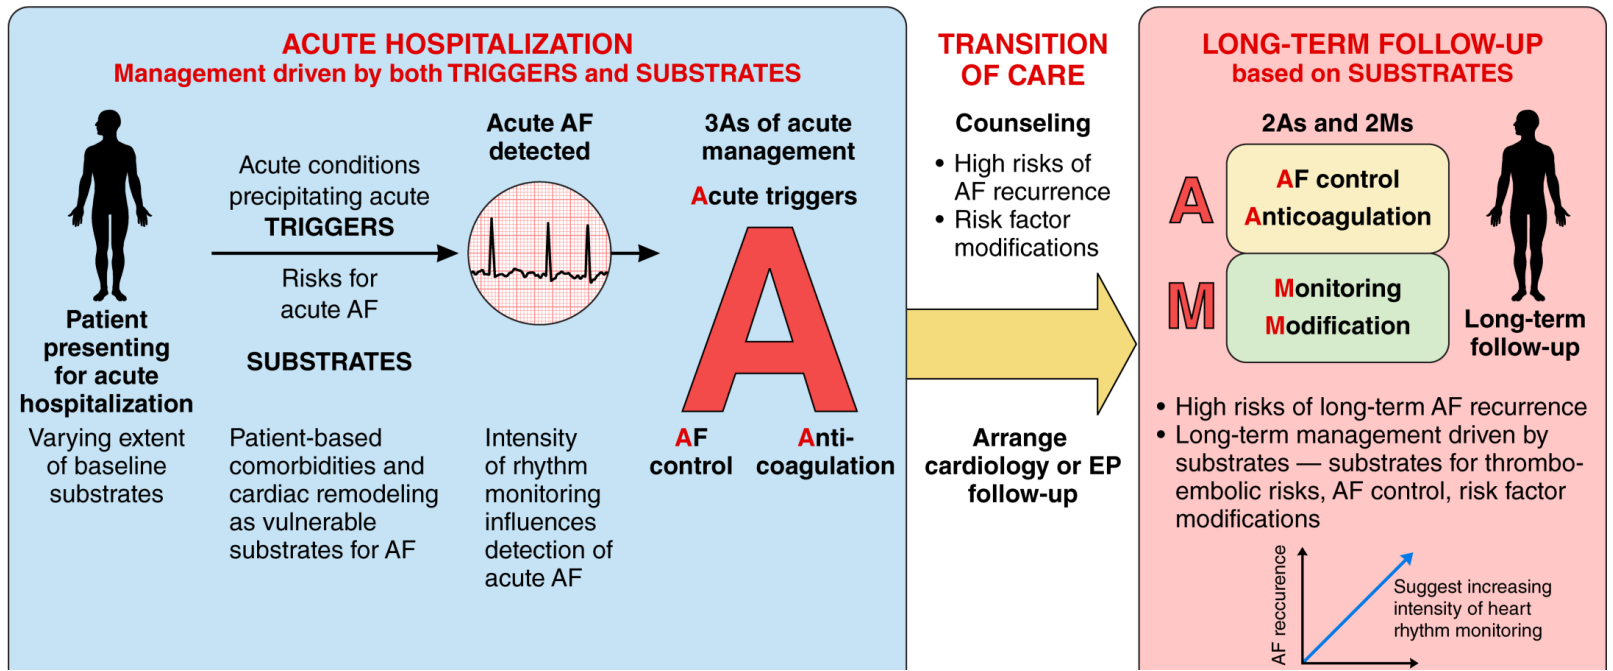 ACUTE HOSPITALIZATION
Management driven by both TRIGGERS and SUBSTRATES
Patient
presenting
for acute
hospitalization
Varying extent
of baseline
substrates
Acute conditions
precipitating acute
TRIGGERS
Risks for
acute AF
SUBSTRATES
Patient-based
comorbidities and
cardiac remodeling
as vulnerable
substrates for AF
Acute AF
detected
Intensity
of rhythm
monitoring
influences
detection of
acute AF
3As of acute
management
Acute triggers
A
AF
control
Anti-
coagulation
TRANSITION
OF CARE
Counseling
• High risks of
AF recurrence
• Risk factor
modifications
Arrange
cardiology or EP
follow-up
LONG-TERM FOLLOW-UP
based on SUBSTRATES
2As and 2Ms
A
AF control
Anticoagulation
M
Monitoring
Modification
Long-term
follow-up
• High risks of long-term AF recurrence
• Long-term management driven by
substrates — substrates for thrombo-
embolic risks, AF control, risk factor
modifications
AF reccurrence
Suggest increasing
intensity of heart
rhythm monitoring